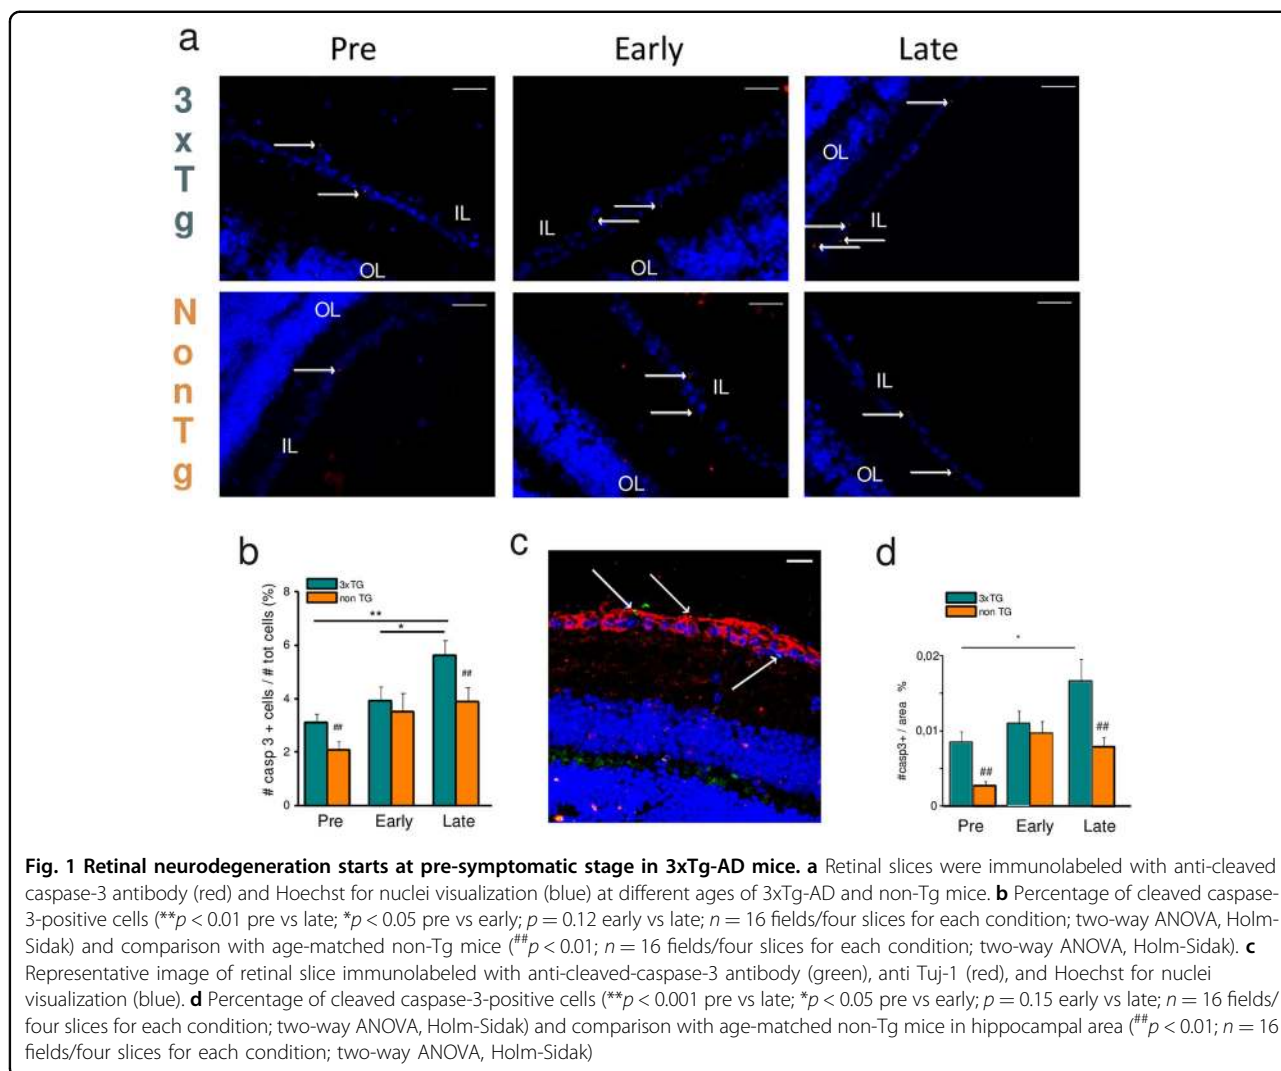 a
Pre Early Late
3xTg
OL
IL
IL
IL
OL
OL
NonTg
OL
IL
IL
IL
OL
OL
b
3xTG
non TG
# casp 3 + cells / # tot cells (%)
8
6
4
2
0
**
*
##
##
Pre Early Late
c
d
3xTG
non TG
#casp3+ / area %
0,02
0,01
0
*
##
##
Pre Early Late
Fig. 1 Retinal neurodegeneration starts at pre-symptomatic stage in 3xTg-AD mice. a Retinal slices were immunolabeled with anti-cleaved
caspase-3 antibody (red) and Hoechst for nuclei visualization (blue) at different ages of 3xTg-AD and non-Tg mice. b Percentage of cleaved caspase-
3-positive cells (**p < 0.01 pre vs late; *p < 0.05 pre vs early; p = 0.12 early vs late; n = 16 fields/four slices for each condition; two-way ANOVA, Holm-
Sidak) and comparison with age-matched non-Tg mice (##p < 0.01; n = 16 fields/four slices for each condition; two-way ANOVA, Holm-Sidak). c
Representative image of retinal slice immunolabeled with anti-cleaved-caspase-3 antibody (green), anti Tuj-1 (red), and Hoechst for nuclei
visualization (blue). d Percentage of cleaved caspase-3-positive cells (**p < 0.001 pre vs late; *p < 0.05 pre vs early; p = 0.15 early vs late; n = 16 fields/
four slices for each condition; two-way ANOVA, Holm-Sidak) and comparison with age-matched non-Tg mice in hippocampal area (##p < 0.01; n = 16
fields/four slices for each condition; two-way ANOVA, Holm-Sidak)